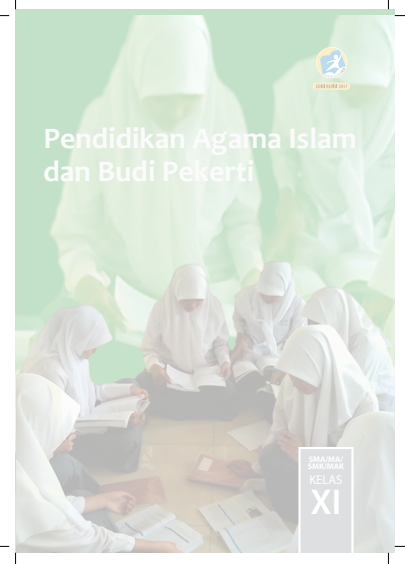 Pendidikan Agama Islam
dan Budi Pekerti
SMA/MA/
SMK/MAK
KELAS
XI